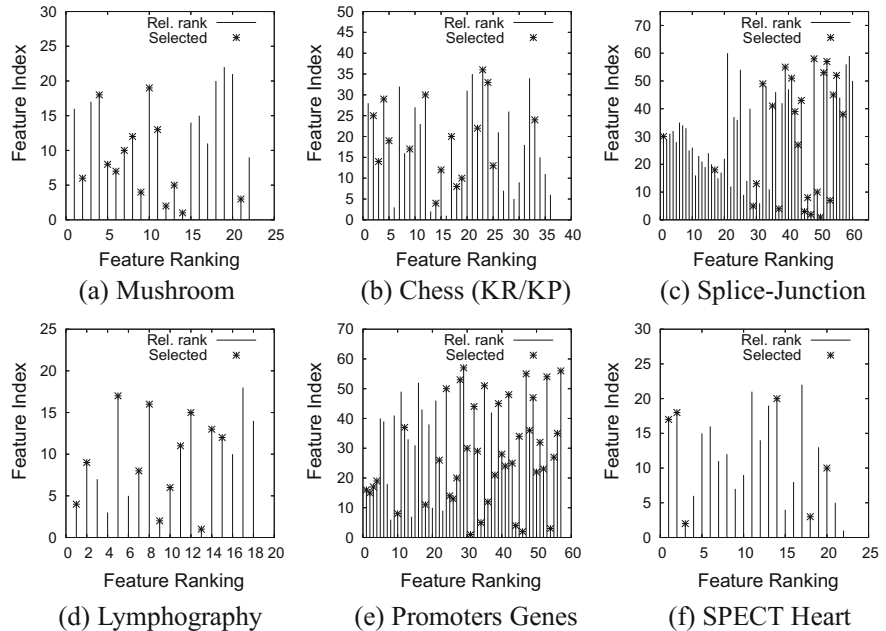 Rel. rank
Selected
Feature Index
30
25
20
15
10
5
0
0 5 10 15 20 25
Feature Ranking
(a) Mushroom
Rel. rank
Selected
Feature Index
50
45
40
35
30
25
20
15
10
5
0
0 5 10 15 20 25 30 35 40
Feature Ranking
(b) Chess (KR/KP)
Rel. rank
Selected
Feature Index
70
60
50
40
30
20
10
0
0 10 20 30 40 50 60
Feature Ranking
(c) Splice-Junction
Rel. rank
Selected
Feature Index
25
20
15
10
5
0
0 2 4 6 8 10 12 14 16 18 20
Feature Ranking
(d) Lymphography
Rel. rank
Selected
Feature Index
70
60
50
40
30
20
10
0
0 10 20 30 40 50 60
Feature Ranking
(e) Promoters Genes
Rel. rank
Selected
Feature Index
30
25
20
15
10
5
0
0 5 10 15 20 25
Feature Ranking
(f) SPECT Heart